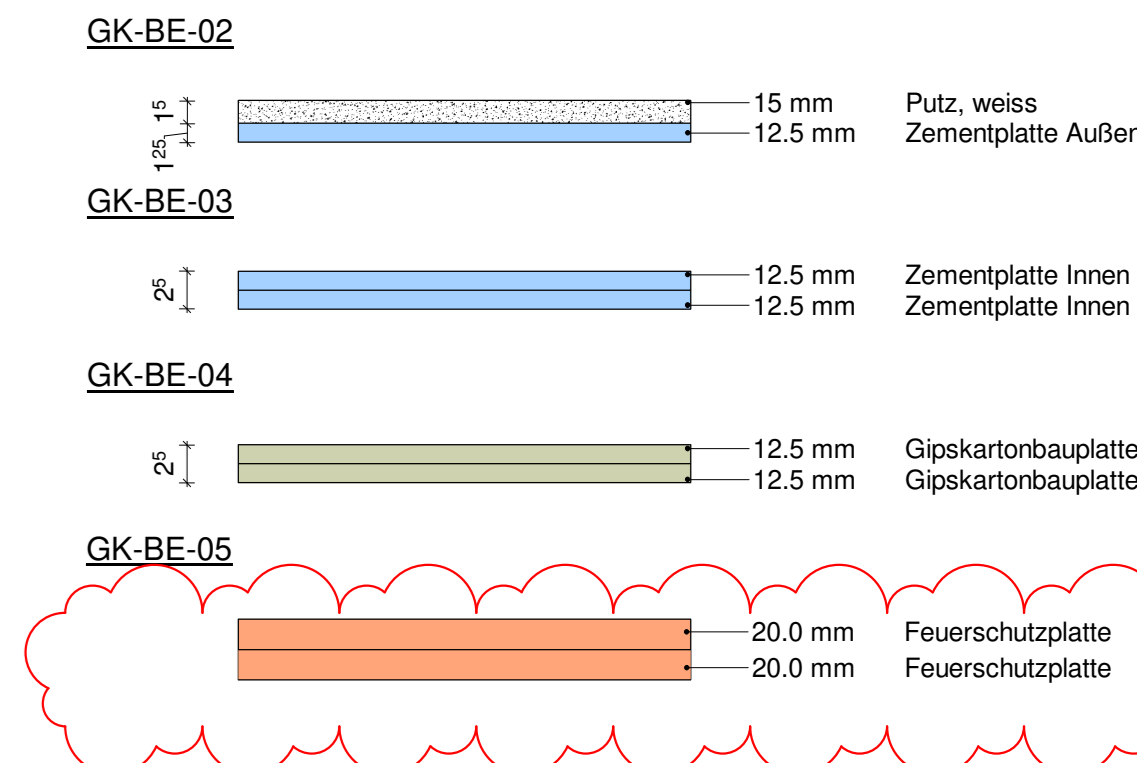 GK-BE-02
1⁵ 15 mm Putz, weiss
1²⁵ 12.5 mm Zementplatte Außen
GK-BE-03
2⁵ 12.5 mm Zementplatte Innen
12.5 mm Zementplatte Innen
GK-BE-04
2⁵ 12.5 mm Gipskartonbauplatte
12.5 mm Gipskartonbauplatte
GK-BE-05
20.0 mm Feuerschutzplatte
20.0 mm Feuerschutzplatte